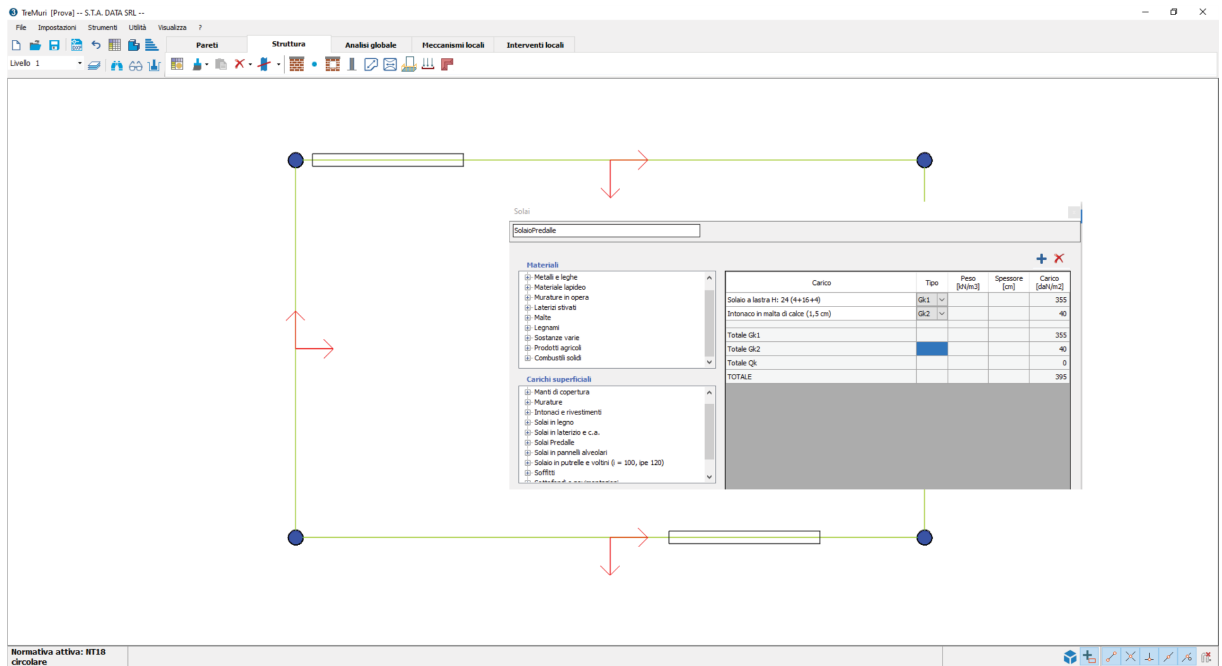 TreMuri [Prova] -- S.T.A. DATA SRL --
File Impostazioni Strumenti Utilità Visualizza ?
Pareti Struttura Analisi globale Meccanismi locali Interventi locali
Livello 1
Solai
SolaioPredalle
Materiali
Metalli e leghe
Materiale lapideo
Murature in opera
Laterizi stivati
Malte
Legnami
Sostanze varie
Prodotti agricoli
Combustili solidi
Carichi superficiali
Manti di copertura
Murature
Intonaci e rivestimenti
Solai in legno
Solai in laterizio e c.a.
Solai Predalle
Solai in pannelli alveolari
Solaio in putrelle e voltini (i = 100, ipe 120)
Soffitti
Carico Tipo Peso [kN/m3] Spessore [cm] Carico [daN/m2]
Solaio a lastra H: 24 (4+16+4) Gk1 355
Intonaco in malta di calce (1,5 cm) Gk2 40
Totale Gk1 355
Totale Gk2 40
Totale Qk 0
TOTALE 395
Normativa attiva: NT18
circolare